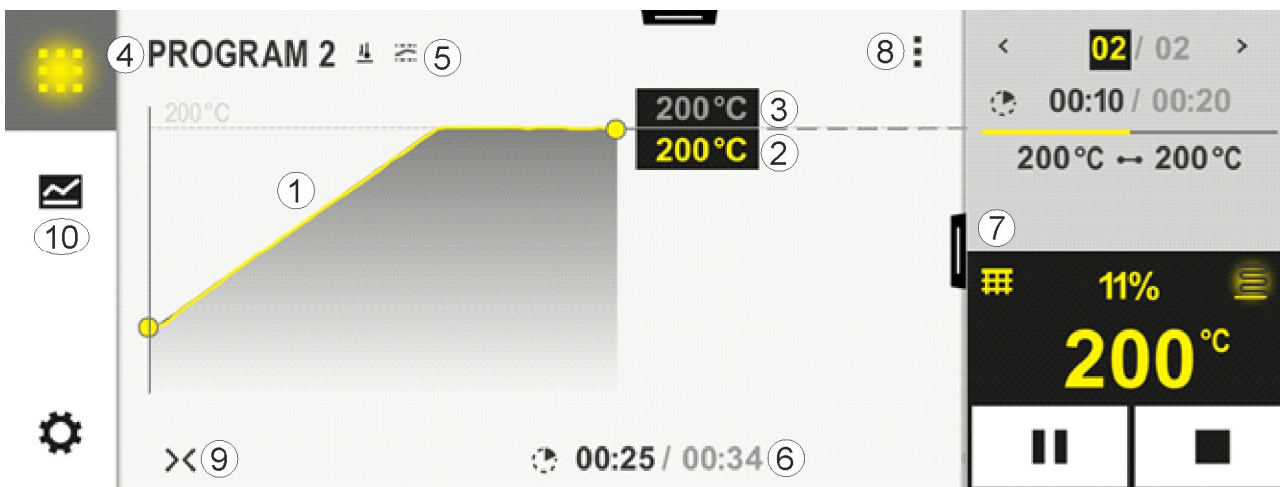 ④ PROGRAM 2 ⑤
⑧
200°C
200°C ③
200°C ②
①
⑩
⑨
00:25 / 00:34 ⑥
< 02 / 02 >
00:10 / 00:20
200°C 200°C
⑦
11%
200 °C